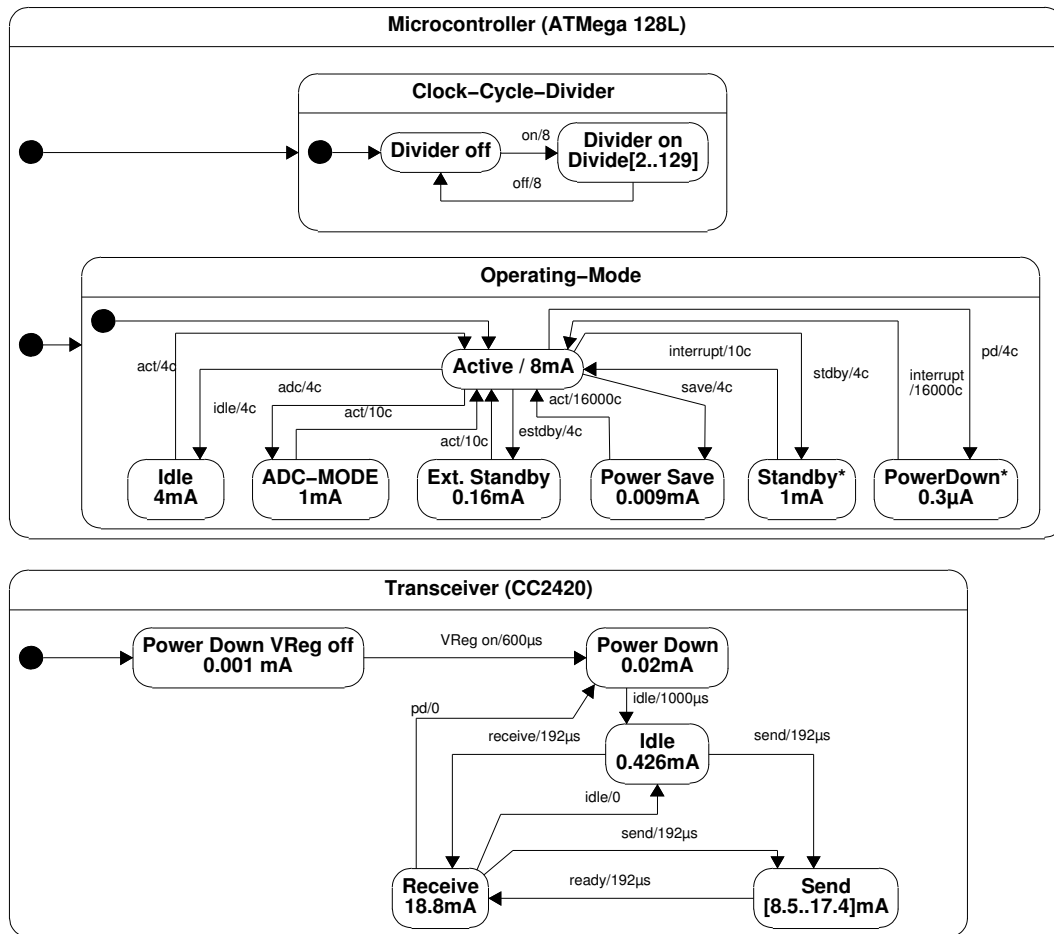 Microcontroller (ATMega 128L)
Clock−Cycle−Divider
Divider off
on/8
Divider on
Divide[2..129]
off/8
Operating−Mode
Active / 8mA
act/4c
idle/4c
adc/4c
act/10c
act/10c
estdby/4c
act/16000c
save/4c
interrupt/10c
stdby/4c
interrupt
/16000c
pd/4c
Idle
4mA
ADC−MODE
1mA
Ext. Standby
0.16mA
Power Save
0.009mA
Standby*
1mA
PowerDown*
0.3µA
Transceiver (CC2420)
Power Down VReg off
0.001 mA
VReg on/600µs
Power Down
0.02mA
pd/0
idle/1000µs
receive/192µs
Idle
0.426mA
send/192µs
idle/0
send/192µs
Receive
18.8mA
ready/192µs
Send
[8.5..17.4]mA